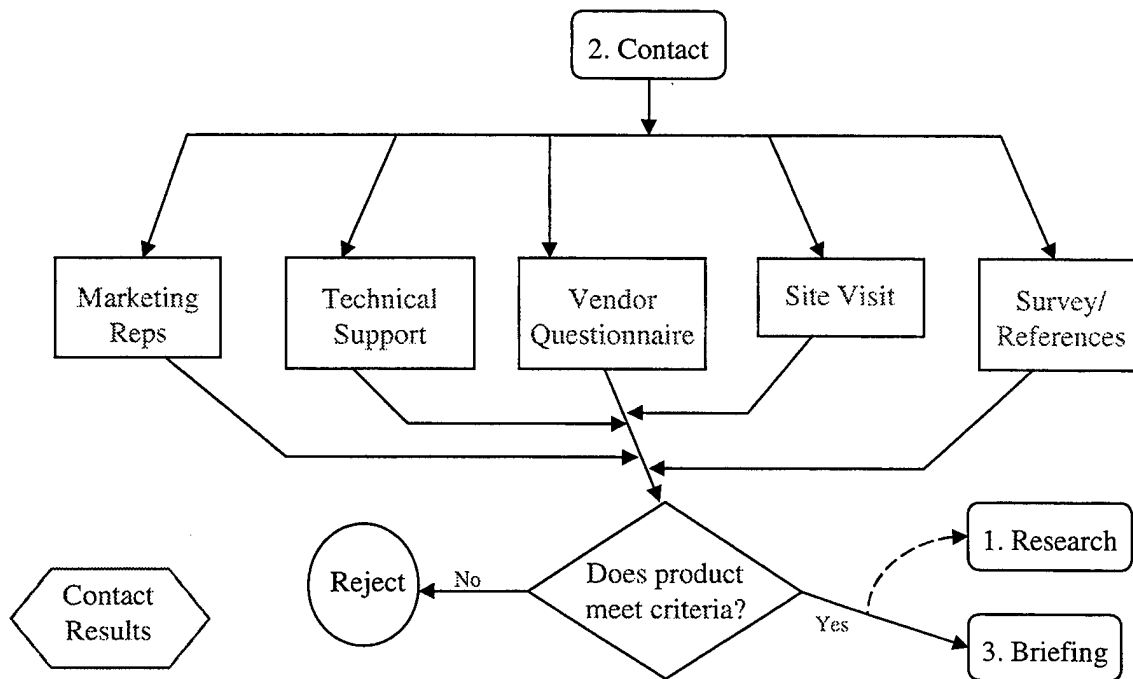 2. Contact
Marketing
Reps
Technical
Support
Vendor
Questionnaire
Site Visit
Survey/
References
Does product
meet criteria?
No
Reject
Yes
1. Research
3. Briefing
Contact
Results